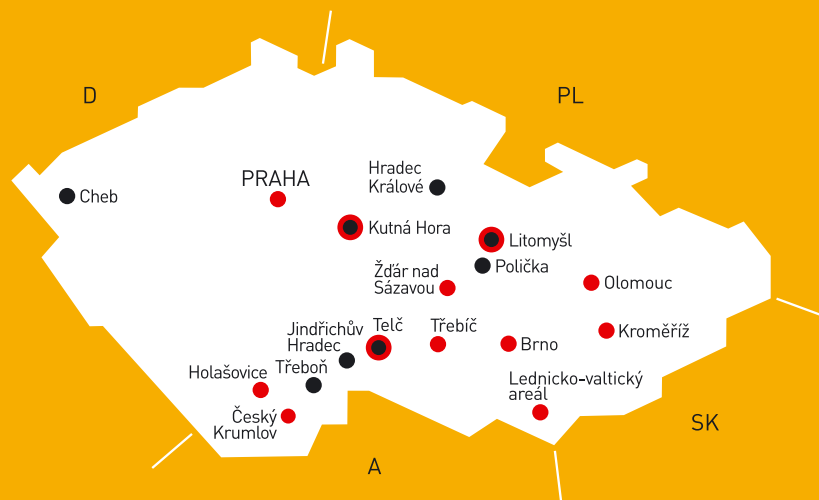 D
PL
Cheb
PRAHA
Hradec
Králové
Kutná Hora
Litomyšl
Polička
Žďár nad
Sázavou
Olomouc
Jindřichův
Hradec
Telč
Třebíč
Brno
Kroměříž
Holašovice
Třeboň
Lednicko-valtický
areál
Český
Krumlov
SK
A